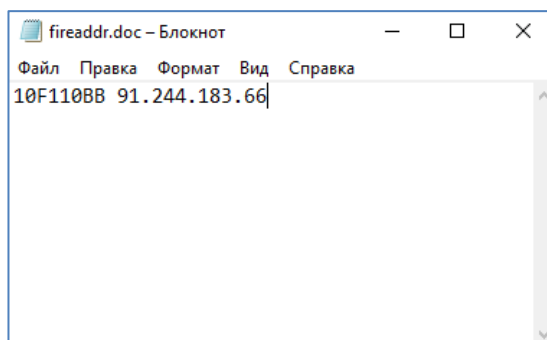 fireaddr.doc – Блокнот
Файл Правка Формат Вид Справка
10F110BB 91.244.183.66